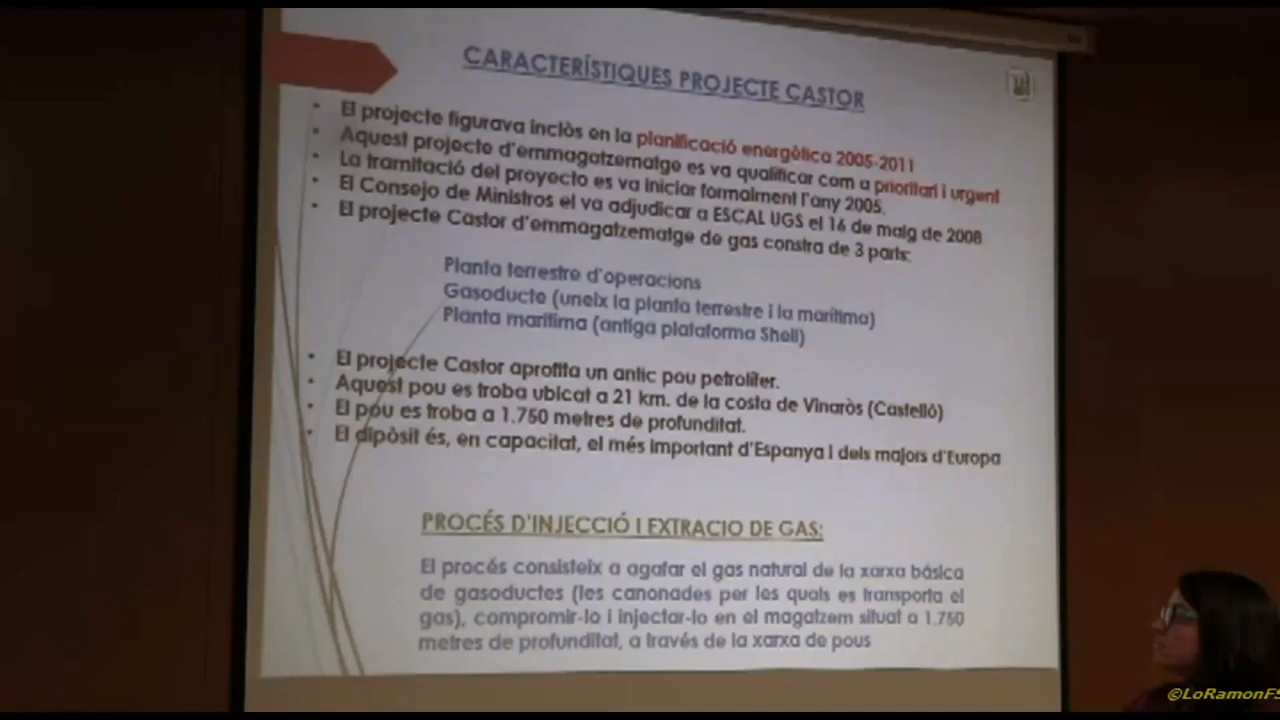 CARACTERÍSTIQUES PROJECTE CASTOR
• El projecte figurava inclòs en la planificació energètica 2005-2011
• Aquest projecte d'emmagatzematge es va qualificar com a prioritari i urgent
• La tramitació del proyecto es va iniciar formalment l'any 2005.
• El Consejo de Ministros el va adjudicar a ESCAL UGS el 16 de maig de 2008
• El projecte Castor d'emmagatzematge de gas constra de 3 parts:
Planta terrestre d'operacions
Gasoducte (uneix la planta terrestre i la marítima)
Planta marítima (antiga plataforma Shell)
• El projecte Castor aprofita un antic pou petrolífer.
• Aquest pou es troba ubicat a 21 km. de la costa de Vinaròs (Castelló)
• El pou es troba a 1.750 metres de profunditat.
• El dipòsit és, en capacitat, el més important d'Espanya i dels majors d'Europa
PROCÉS D'INJECCIÓ I EXTRACIO DE GAS:
El procés consisteix a agafar el gas natural de la xarxa bàsica
de gasoductes (les canonades per les quals es transporta el
gas), compromir-lo i injectar-lo en el magatzem situat a 1.750
metres de profunditat, a través de la xarxa de pous
©LoRamonFS